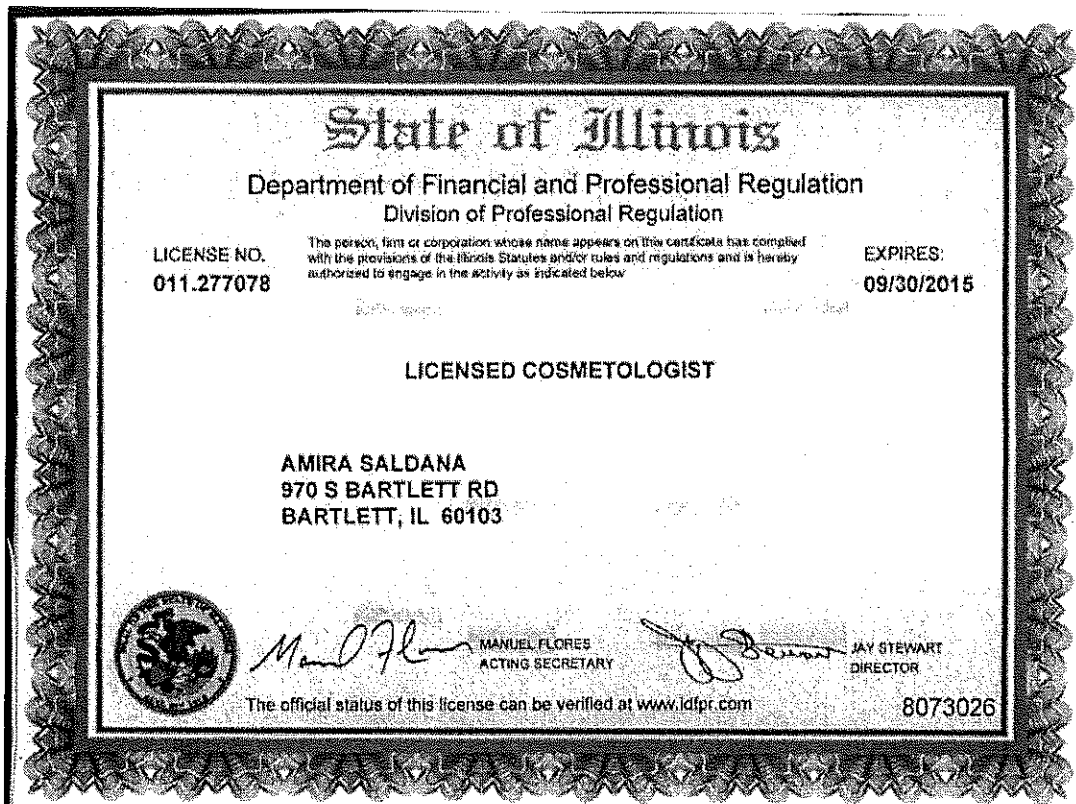 State of Illinois
Department of Financial and Professional Regulation
Division of Professional Regulation
LICENSE NO.
011.277078
The person, firm or corporation whose name appears on this certificate has complied
with the provisions of the Illinois Statutes and/or rules and regulations and is hereby
authorized to engage in the activity as indicated below
EXPIRES:
09/30/2015
LICENSED COSMETOLOGIST
AMIRA SALDANA
970 S BARTLETT RD
BARTLETT, IL 60103
MANUEL FLORES
ACTING SECRETARY
JAY STEWART
DIRECTOR
The official status of this license can be verified at www.idfpr.com
8073026